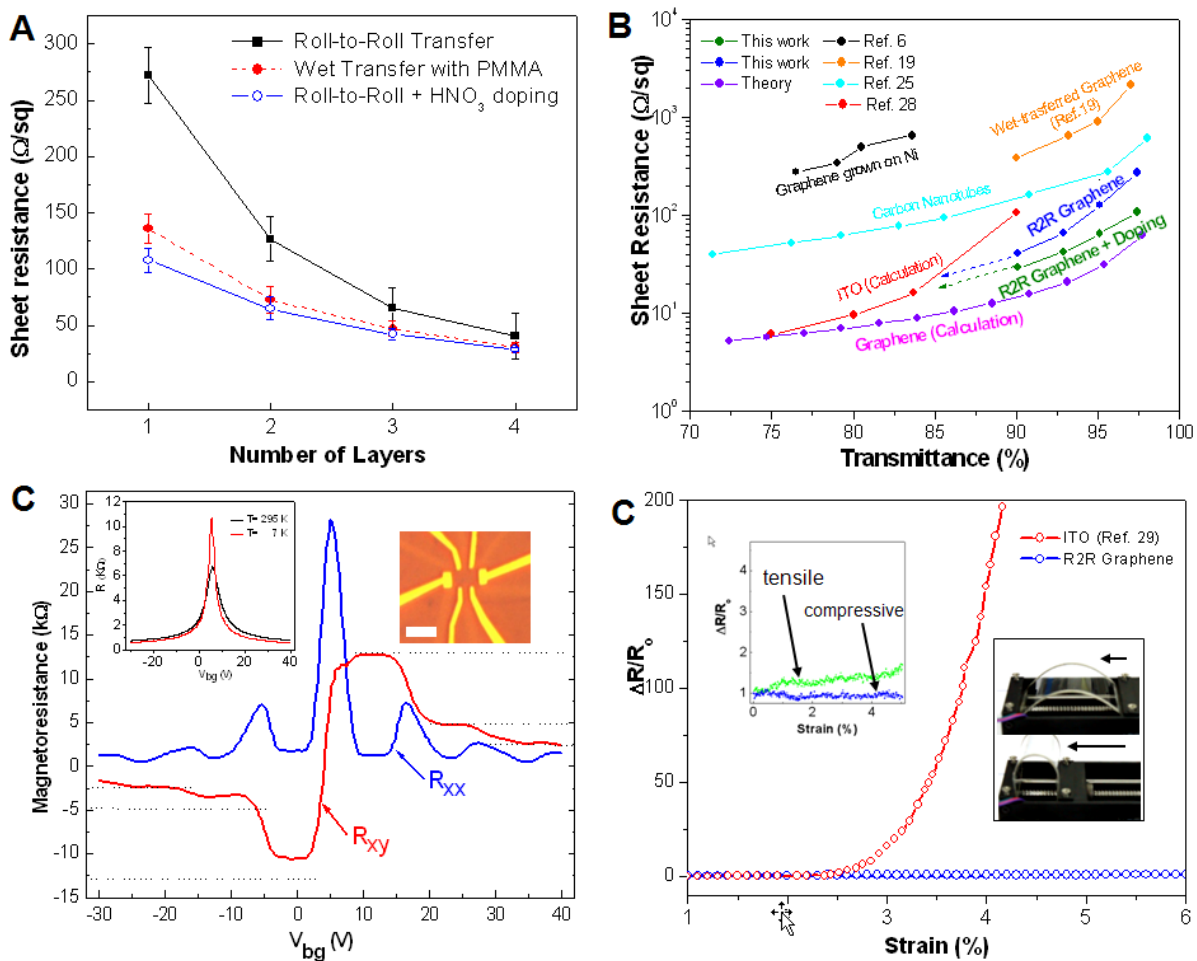 A
300
250
200
150
100
50
0
Sheet resistance (Ω/sq)
Roll-to-Roll Transfer
Wet Transfer with PMMA
Roll-to-Roll + HNO3 doping
1 2 3 4
Number of Layers
B
10^4
10^3
10^2
10^1
10^0
Sheet Resistance (Ω/sq)
This work
This work
Theory
Ref. 6
Ref. 19
Ref. 25
Ref. 28
Wet-trasferred Graphene
(Ref.19)
Graphene grown on Ni
Carbon Nanotubes
R2R Graphene
ITO (Calculation)
R2R Graphene + Doping
Graphene (Calculation)
70 75 80 85 90 95 100
Transmittance (%)
C
30
25
20
15
10
5
0
-5
-10
-15
Magnetoresistance (kΩ)
12
10
8
6
4
2
0
R (KΩ)
T= 295 K
T= 7 K
-20 0 20 40
Vbg (V)
Rxx
Rxy
-30 -20 -10 0 10 20 30 40
Vbg (V)
C
200
150
100
50
0
ΔR/Ro
ITO (Ref. 29)
R2R Graphene
4
3
2
1
ΔR/Ro
tensile
compressive
0 2 4
Strain (%)
1 2 3 4 5 6
Strain (%)